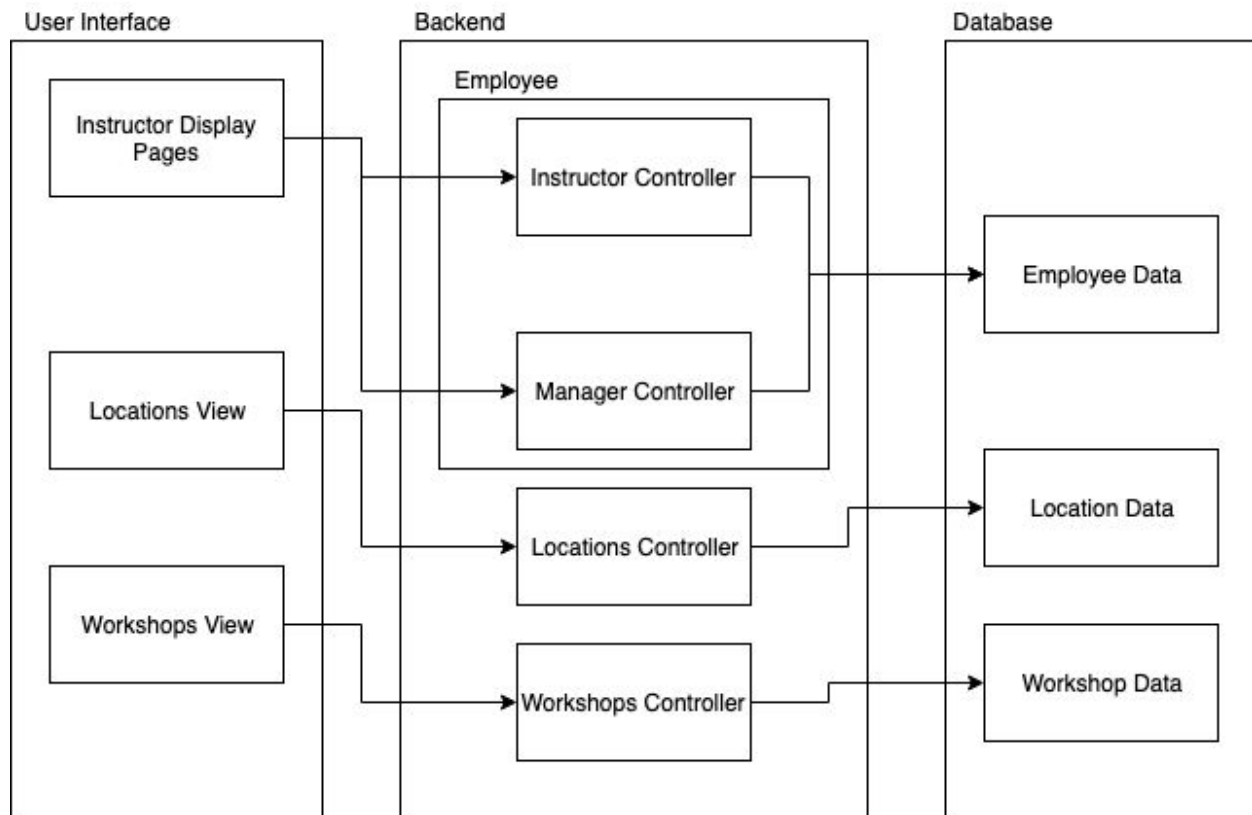 User Interface
Backend
Database
Employee
Instructor Display
Pages
Instructor Controller
Employee Data
Locations View
Manager Controller
Location Data
Locations Controller
Workshops View
Workshops Controller
Workshop Data